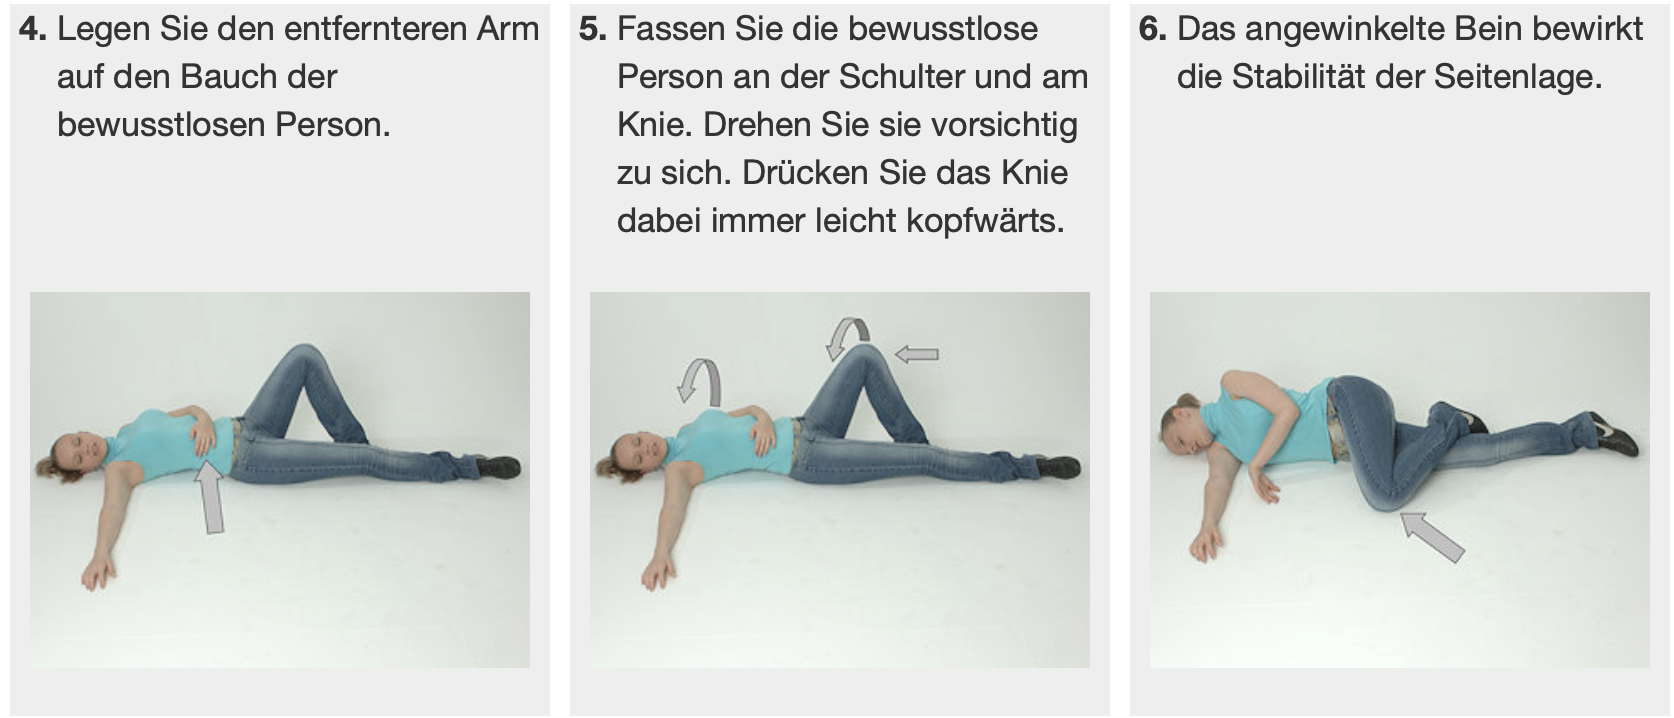 4. Legen Sie den entfernteren Arm
auf den Bauch der
bewusstlosen Person.
5. Fassen Sie die bewusstlose
Person an der Schulter und am
Knie. Drehen Sie sie vorsichtig
zu sich. Drücken Sie das Knie
dabei immer leicht kopfwärts.
6. Das angewinkelte Bein bewirkt
die Stabilität der Seitenlage.